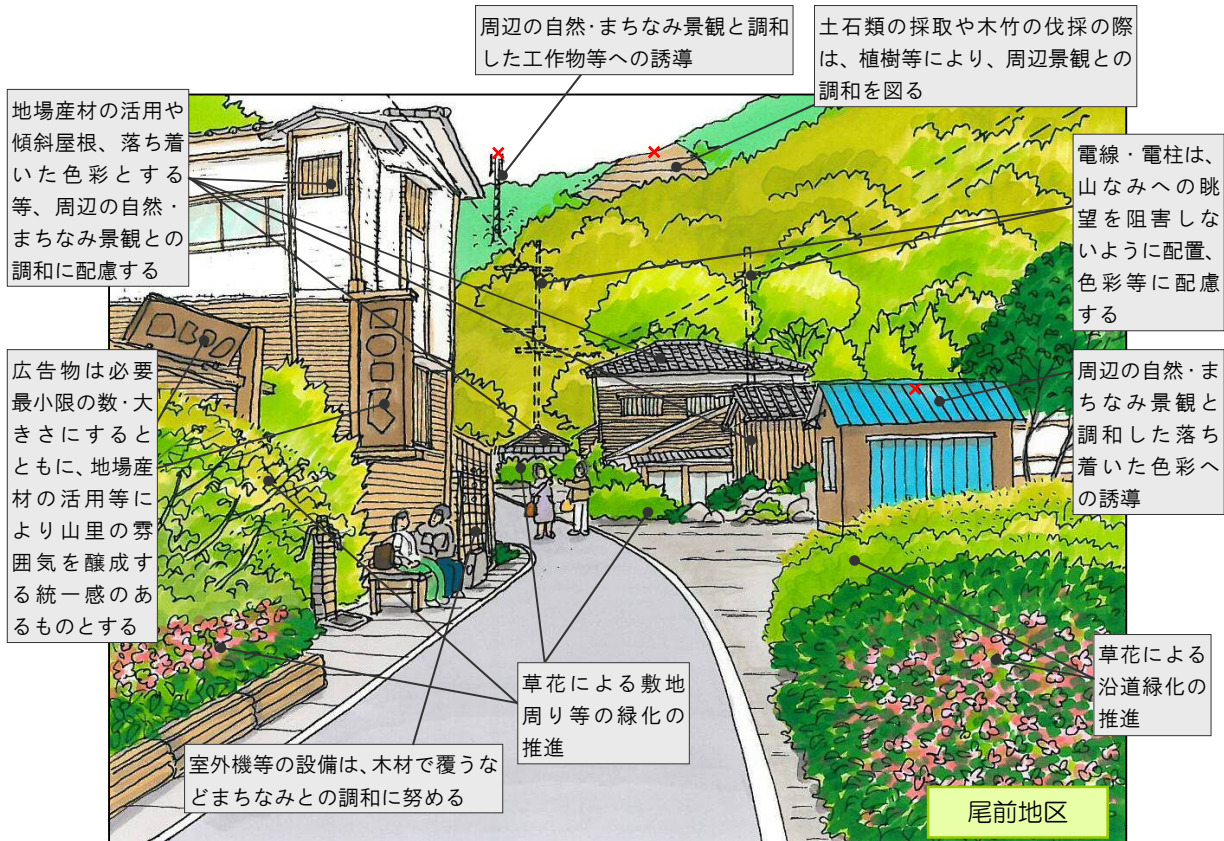 周辺の自然・まちなみ景観と調和
した工作物等への誘導
土石類の採取や木竹の伐採の際
は、植樹等により、周辺景観との
調和を図る
地場産材の活用や
傾斜屋根、落ち着
いた色彩とする
等、周辺の自然・
まちなみ景観との
調和に配慮する
電線・電柱は、
山なみへの眺
望を阻害しな
いように配置、
色彩等に配慮
する
広告物は必要
最小限の数・大
きさにすると
ともに、地場産
材の活用等に
より山里の雰
囲気を醸成す
る統一感のあ
るものとする
周辺の自然・ま
ちなみ景観と
調和した落ち
着いた色彩へ
の誘導
草花による敷地
周り等の緑化の
推進
草花による
沿道緑化の
推進
室外機等の設備は、木材で覆うな
どまちなみとの調和に努める
尾前地区